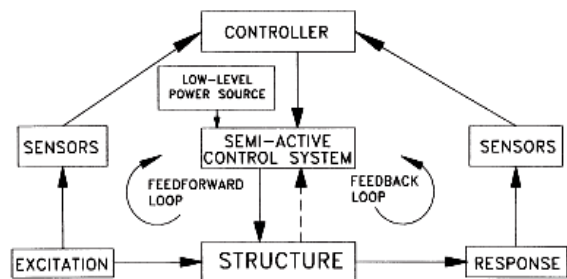 CONTROLLER
LOW-LEVEL
POWER SOURCE
SENSORS
SEMI-ACTIVE
CONTROL SYSTEM
SENSORS
FEEDFORWARD
LOOP
FEEDBACK
LOOP
EXCITATION
STRUCTURE
RESPONSE